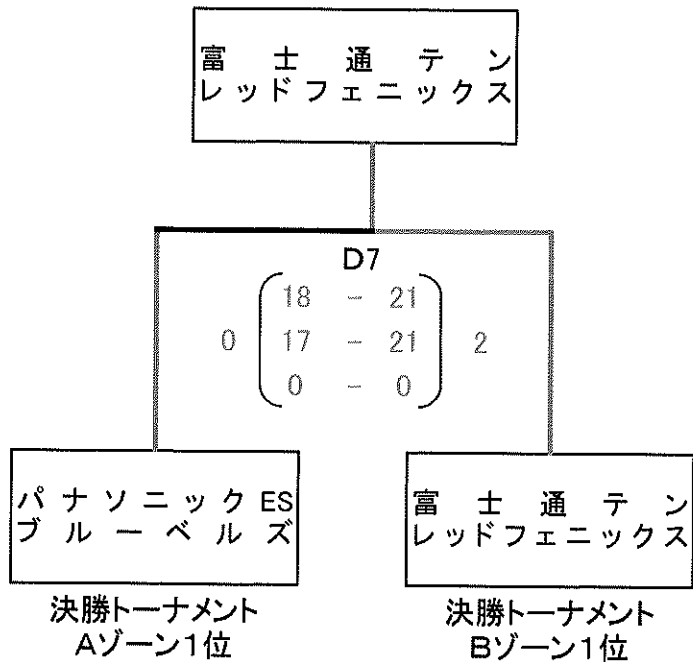 富士通テン
レッドフェニックス
D7
18 - 21
0 17 - 21 2
0 - 0
パナソニックES
ブルーベルズ
富士通テン
レッドフェニックス
決勝トーナメント
Aゾーン1位
決勝トーナメント
Bゾーン1位